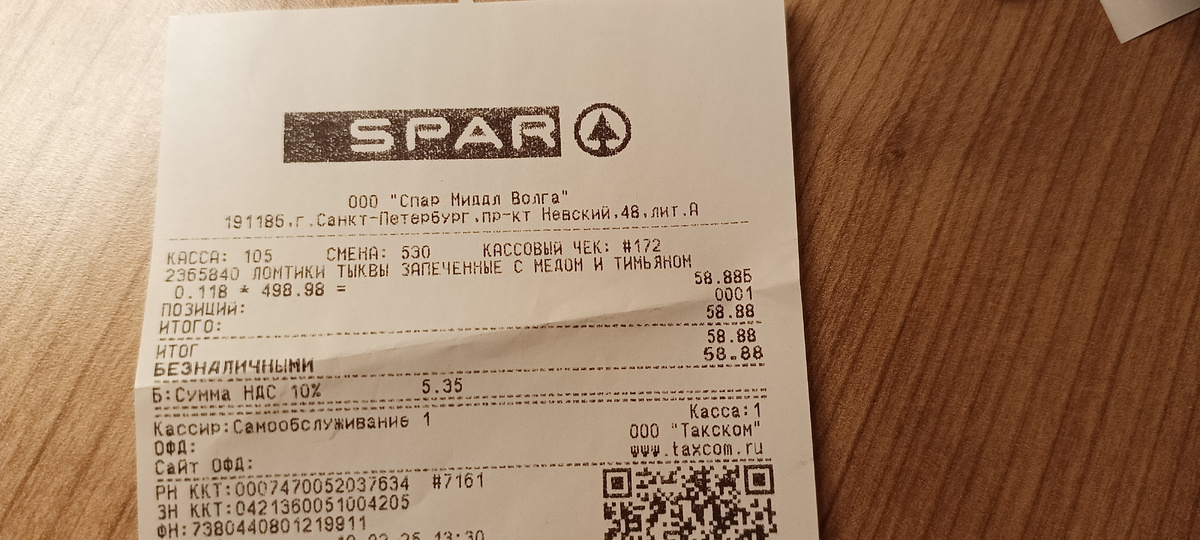 SPAR
ООО "Спар Миддл Волга"
191186,г.Санкт-Петербург,пр-кт Невский,48,лит.А
КАССА: 105 СМЕНА: 530 КАССОВЫЙ ЧЕК: #172
2365840 ЛОМТИКИ ТЫКВЫ ЗАПЕЧЕННЫЕ С МЕДОМ И ТИМЬЯНОМ
0.118 * 498.98 = 58.88Б
ПОЗИЦИЙ: 0001
ИТОГО: 58.88
ИТОГ 58.88
БЕЗНАЛИЧНЫМИ 58.88
Б:Сумма НДС 10% 5.35
Кассир:Самообслуживание 1 Касса:1
ОФД: ООО "Такском"
Сайт ОФД: www.taxcom.ru
РН ККТ:0007470052037634 #7161
ЗН ККТ:0421360051004205
ФН:7380440801219911
13:30